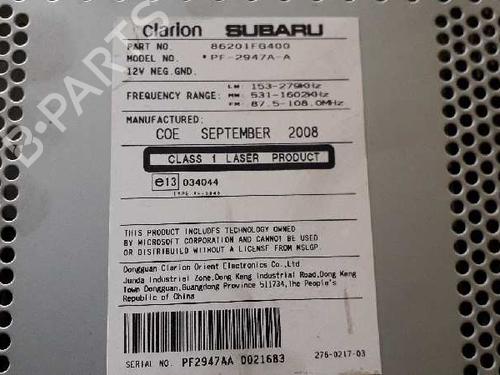 clarion SUBARU
PART NO. 86201FG400
MODEL NO. *PF-2947A-A
12V NEG.GND.
LW: 153-279KHz
FREQUENCY RANGE: MW: 531-1602KHz
FM: 87.5-108.0MHz
MANUFACTURED:
COE SEPTEMBER 2008
CLASS 1 LASER PRODUCT
e13 034044
THIS PRODUCT INCLUDES TECHNOLOGY OWNED
BY MICROSOFT CORPORATION AND CANNOT BE USED
OR DISTRIBUTED WITHOUT A LICENSE FROM MSLGP.
Dongguan Clarion Orient Electronics Co.,Ltd
Junda Industrial Zone,Dong Keng Industrial Road,Dong Keng
Town Dongguan,Guangdong Province 511734,the People's
Republic of China
SERIAL NO. PF2947AA 0021683
276-0217-03